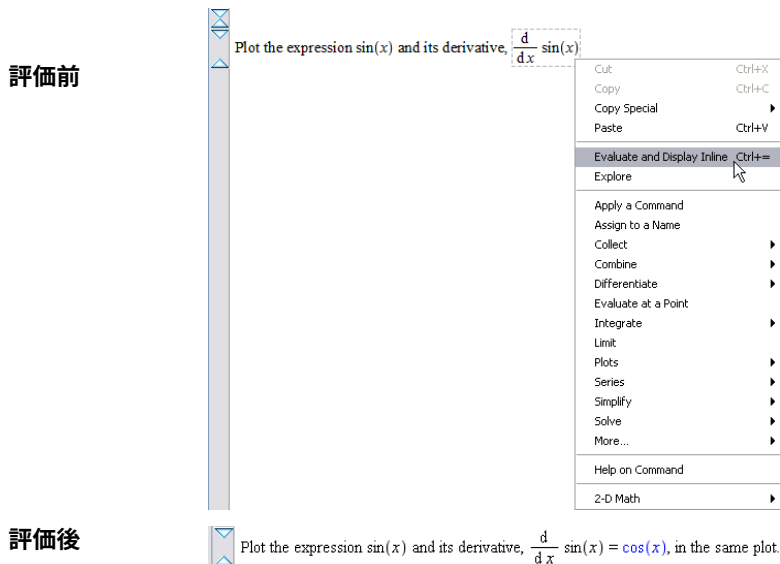 評価前
Plot the expression sin(x) and its derivative, d/dx sin(x)
Cut Ctrl+X
Copy Ctrl+C
Copy Special
Paste Ctrl+V
Evaluate and Display Inline Ctrl+=
Explore
Apply a Command
Assign to a Name
Collect
Combine
Differentiate
Evaluate at a Point
Integrate
Limit
Plots
Series
Simplify
Solve
More...
Help on Command
2-D Math
評価後
Plot the expression sin(x) and its derivative, d/dx sin(x) = cos(x), in the same plot.